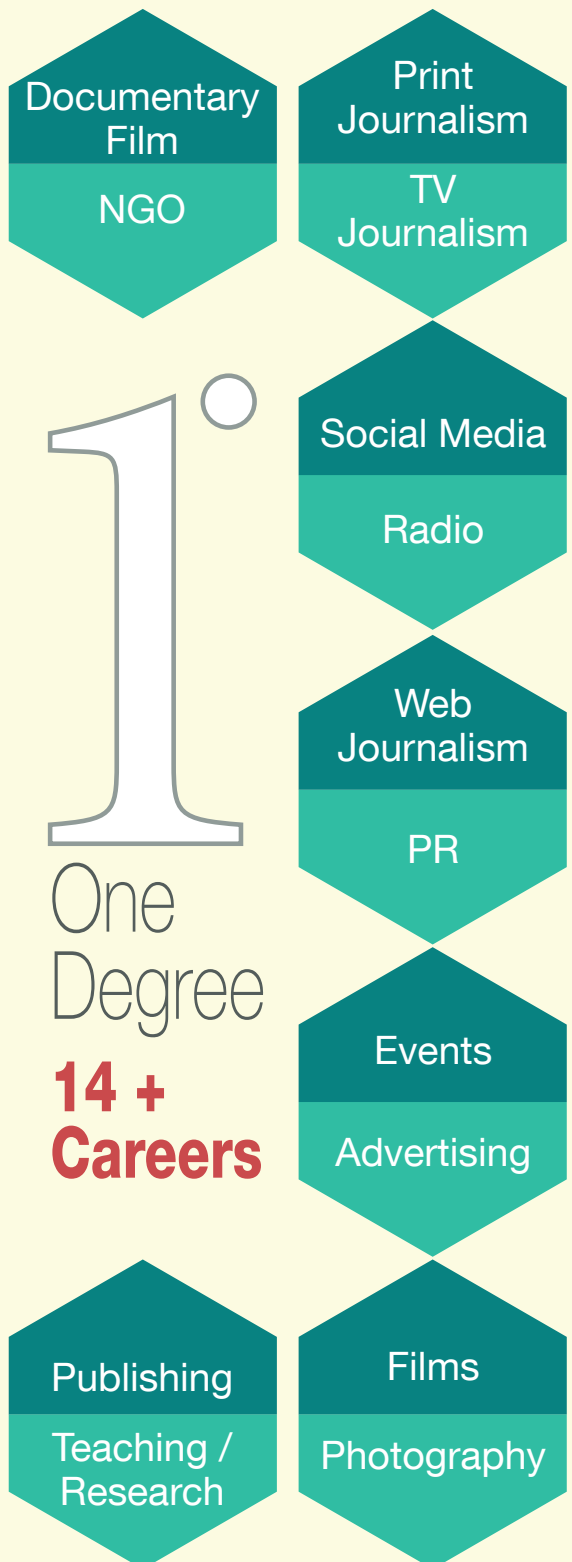 Documentary
Film
NGO
Print
Journalism
TV
Journalism
Social Media
Radio
1°
One
Degree
14 +
Careers
Web
Journalism
PR
Events
Advertising
Publishing
Teaching /
Research
Films
Photography